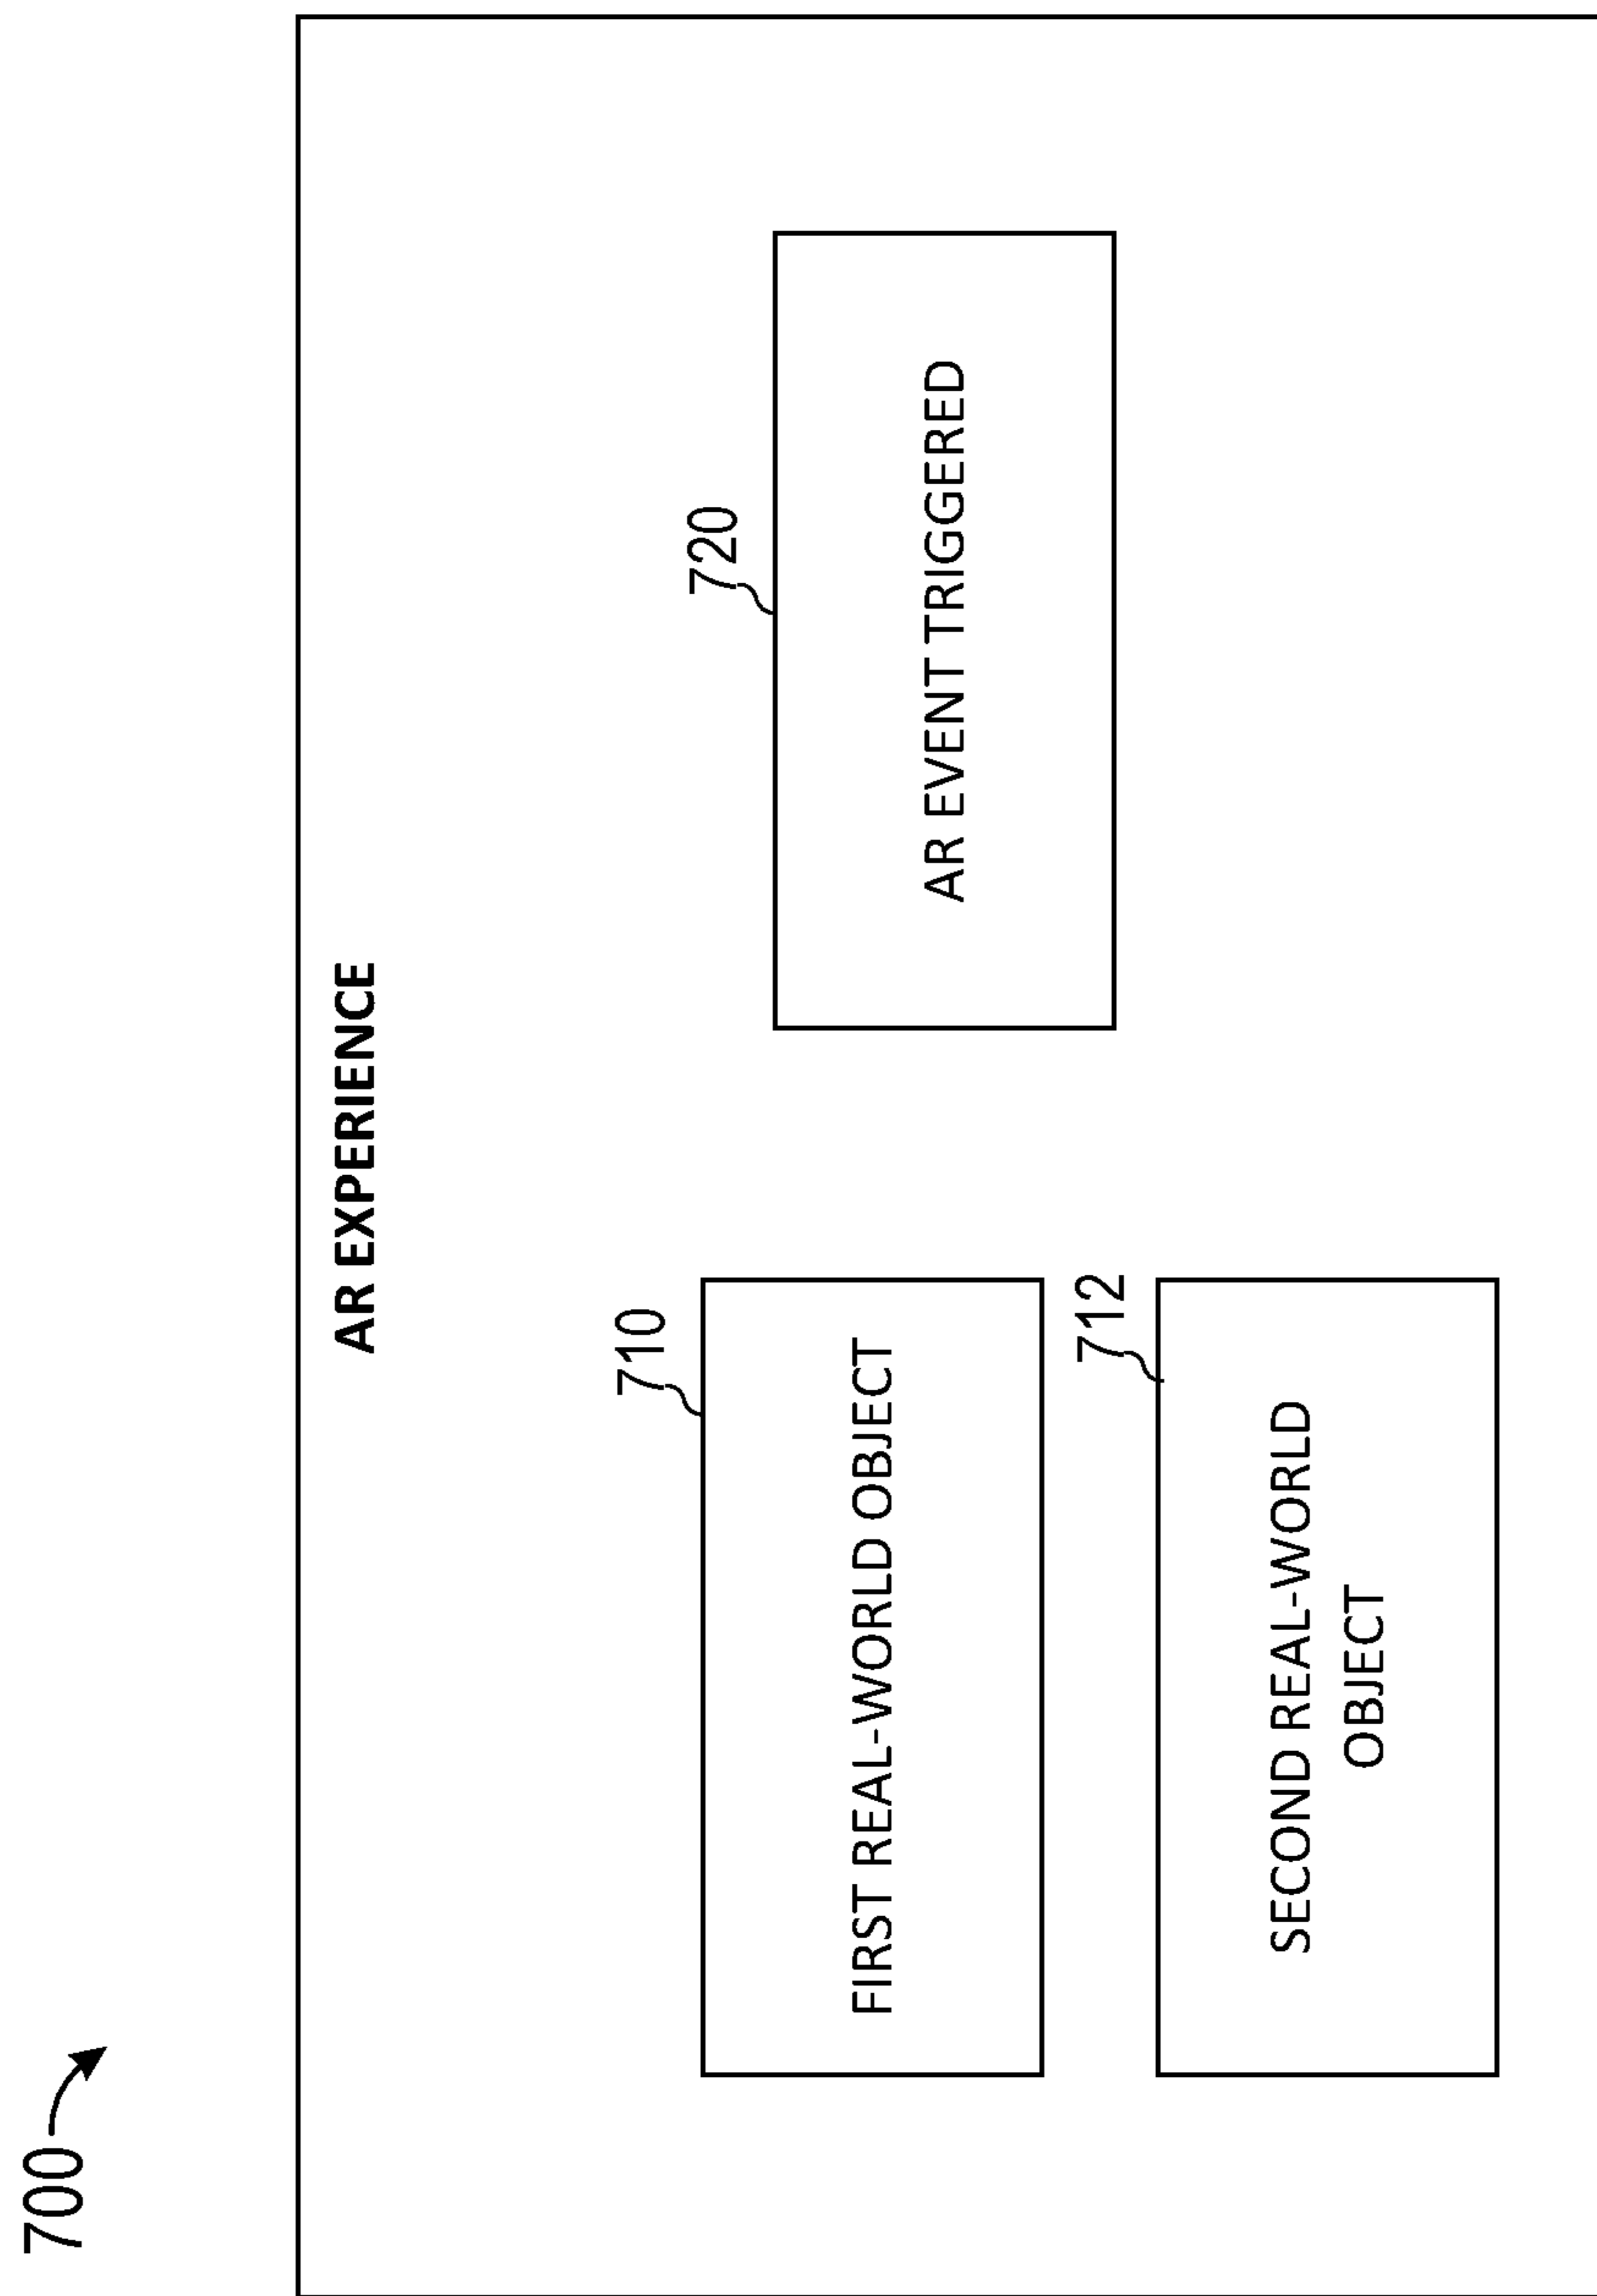 700
AR EXPERIENCE
710
FIRST REAL-WORLD OBJECT
720
AR EVENT TRIGGERED
712
SECOND REAL-WORLD
OBJECT